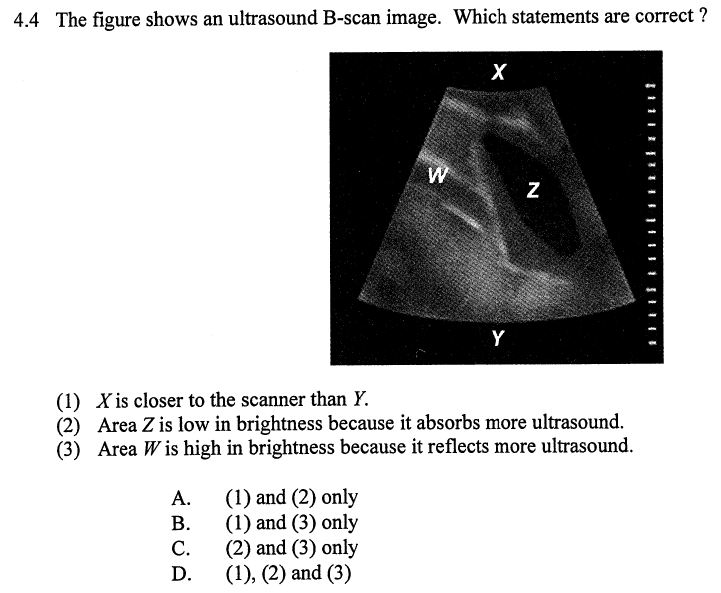 4.4 The figure shows an ultrasound B-scan image. Which statements are correct ?
X
W
Z
Y
(1) X is closer to the scanner than Y.
(2) Area Z is low in brightness because it absorbs more ultrasound.
(3) Area W is high in brightness because it reflects more ultrasound.
A. (1) and (2) only
B. (1) and (3) only
C. (2) and (3) only
D. (1), (2) and (3)